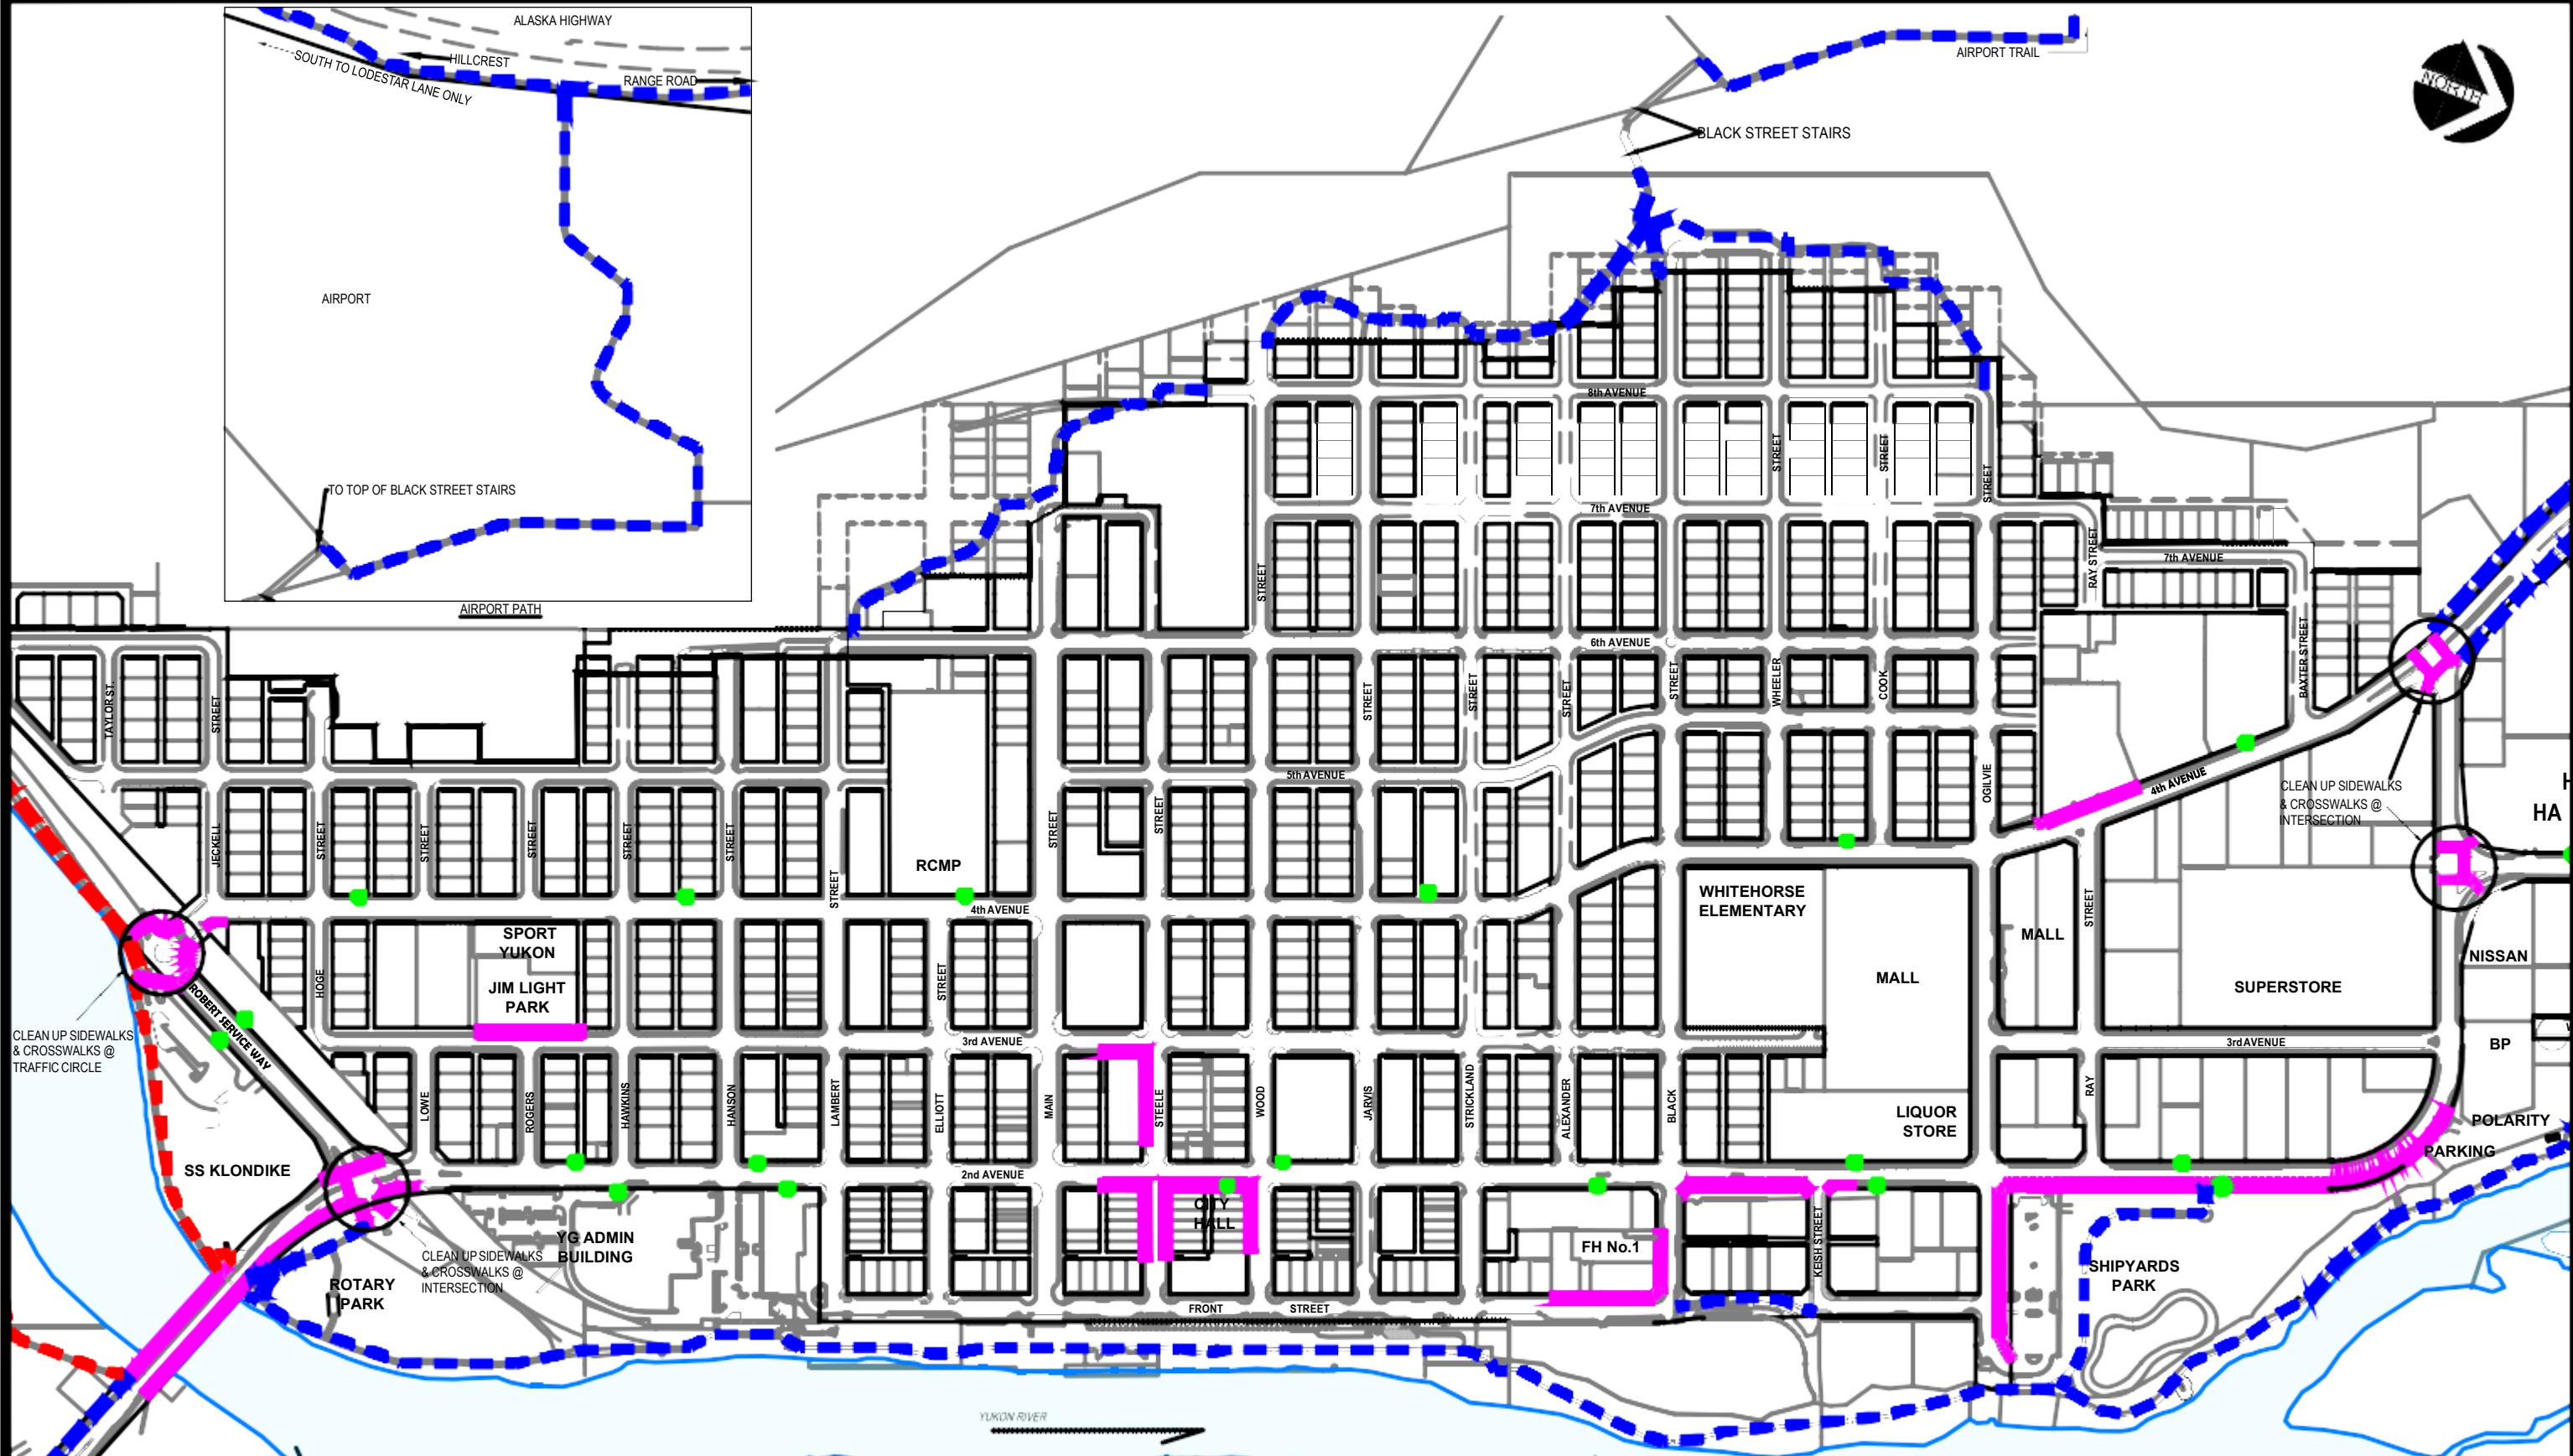 ALASKA HIGHWAY
HILLCREST
SOUTH TO LODESTAR LANE ONLY
RANGE ROAD
AIRPORT
TO TOP OF BLACK STREET STAIRS
AIRPORT PATH
AIRPORT TRAIL
NORTH
BLACK STREET STAIRS
8th AVENUE
STREET
STREET
STREET
7th AVENUE
STREET
RAY STREET
7th AVENUE
6th AVENUE
BAXTER STREET
TAYLOR ST.
STREET
STREET
STREET
STREET
STREET
WHEELER
COOK
5th AVENUE
OGILVIE
4th AVENUE
CLEAN UP SIDEWALKS
& CROSSWALKS @
INTERSECTION
HA
JECKELL
STREET
STREET
STREET
STREET
STREET
STREET
STREET
STREET
RCMP
4th AVENUE
WHITEHORSE
ELEMENTARY
STREET
SPORT
YUKON
JIM LIGHT
PARK
HOGE
STREET
MALL
MALL
SUPERSTORE
NISSAN
ROBERT SERVICE WAY
CLEAN UP SIDEWALKS
& CROSSWALKS @
TRAFFIC CIRCLE
3rd AVENUE
3rd AVENUE
BP
LOWE
ROGERS
HAWKINS
HANSON
LAMBERT
ELLIOTT
MAIN
STEELE
WOOD
JARVIS
STRICKLAND
ALEXANDER
BLACK
RAY
LIQUOR
STORE
POLARITY
PARKING
SS KLONDIKE
2nd AVENUE
CITY
HALL
YG ADMIN
BUILDING
FH No.1
KEISH STREET
CLEAN UP SIDEWALKS
& CROSSWALKS @
INTERSECTION
ROTARY
PARK
SHIPYARDS
PARK
FRONT
STREET
YUKON RIVER